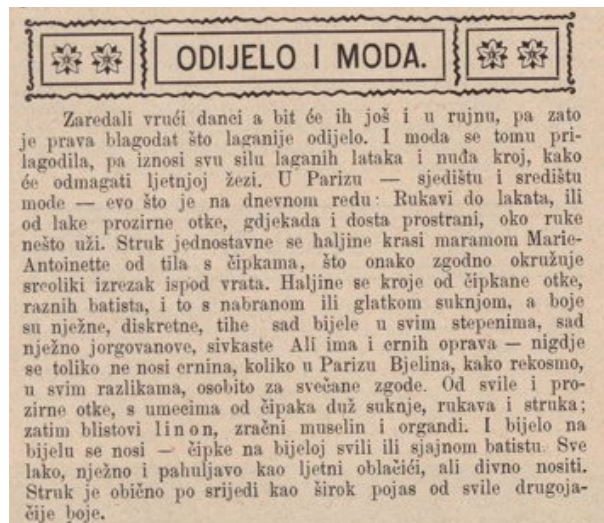 ODIJELO I MODA.
Zaredali vrući danci a bit će ih još i u rujnu, pa zato
je prava blagodat što laganije odijelo. I moda se tomu pri-
lagodila, pa iznosi svu silu laganih lataka i nuđa kroj, kako
će odmagati ljetnjoj žezi. U Parizu — sjedištu i središtu
mode — evo što je na dnevnom redu: Rukavi do lakata, ili
od lake prozirne otke, gdjekada i dosta prostrani, oko ruke
nešto uži. Struk jednostavne se haljine krasi maramom Marie-
Antoinette od tila s čipkama, što onako zgodno okružuje
srcoliki izrezak ispod vrata. Haljine se kroje od čipkane otke,
raznih batista, i to s nabranom ili glatkom suknjom, a boje
su nježne, diskretne, tihe sad bijele u svim stepenima, sad
nježno jorgovanove, sivkaste Ali ima i crnih oprava — nigdje
se toliko ne nosi crnina, koliko u Parizu Bjelina, kako rekosmo,
u svim razlikama, osobito za svečane zgode. Od svile i pro-
zirne otke, s umecima od čipaka duž suknje, rukava i struka;
zatim blistovi linon, zračni muselin i organdi. I bijelo na
bijelu se nosi — čipke na bijeloj svili ili sjajnom batistu. Sve
lako, nježno i pahuljavo kao ljetni oblačići, ali divno nositi.
Struk je obično po srijedi kao širok pojas od svile drugoja-
čije boje.